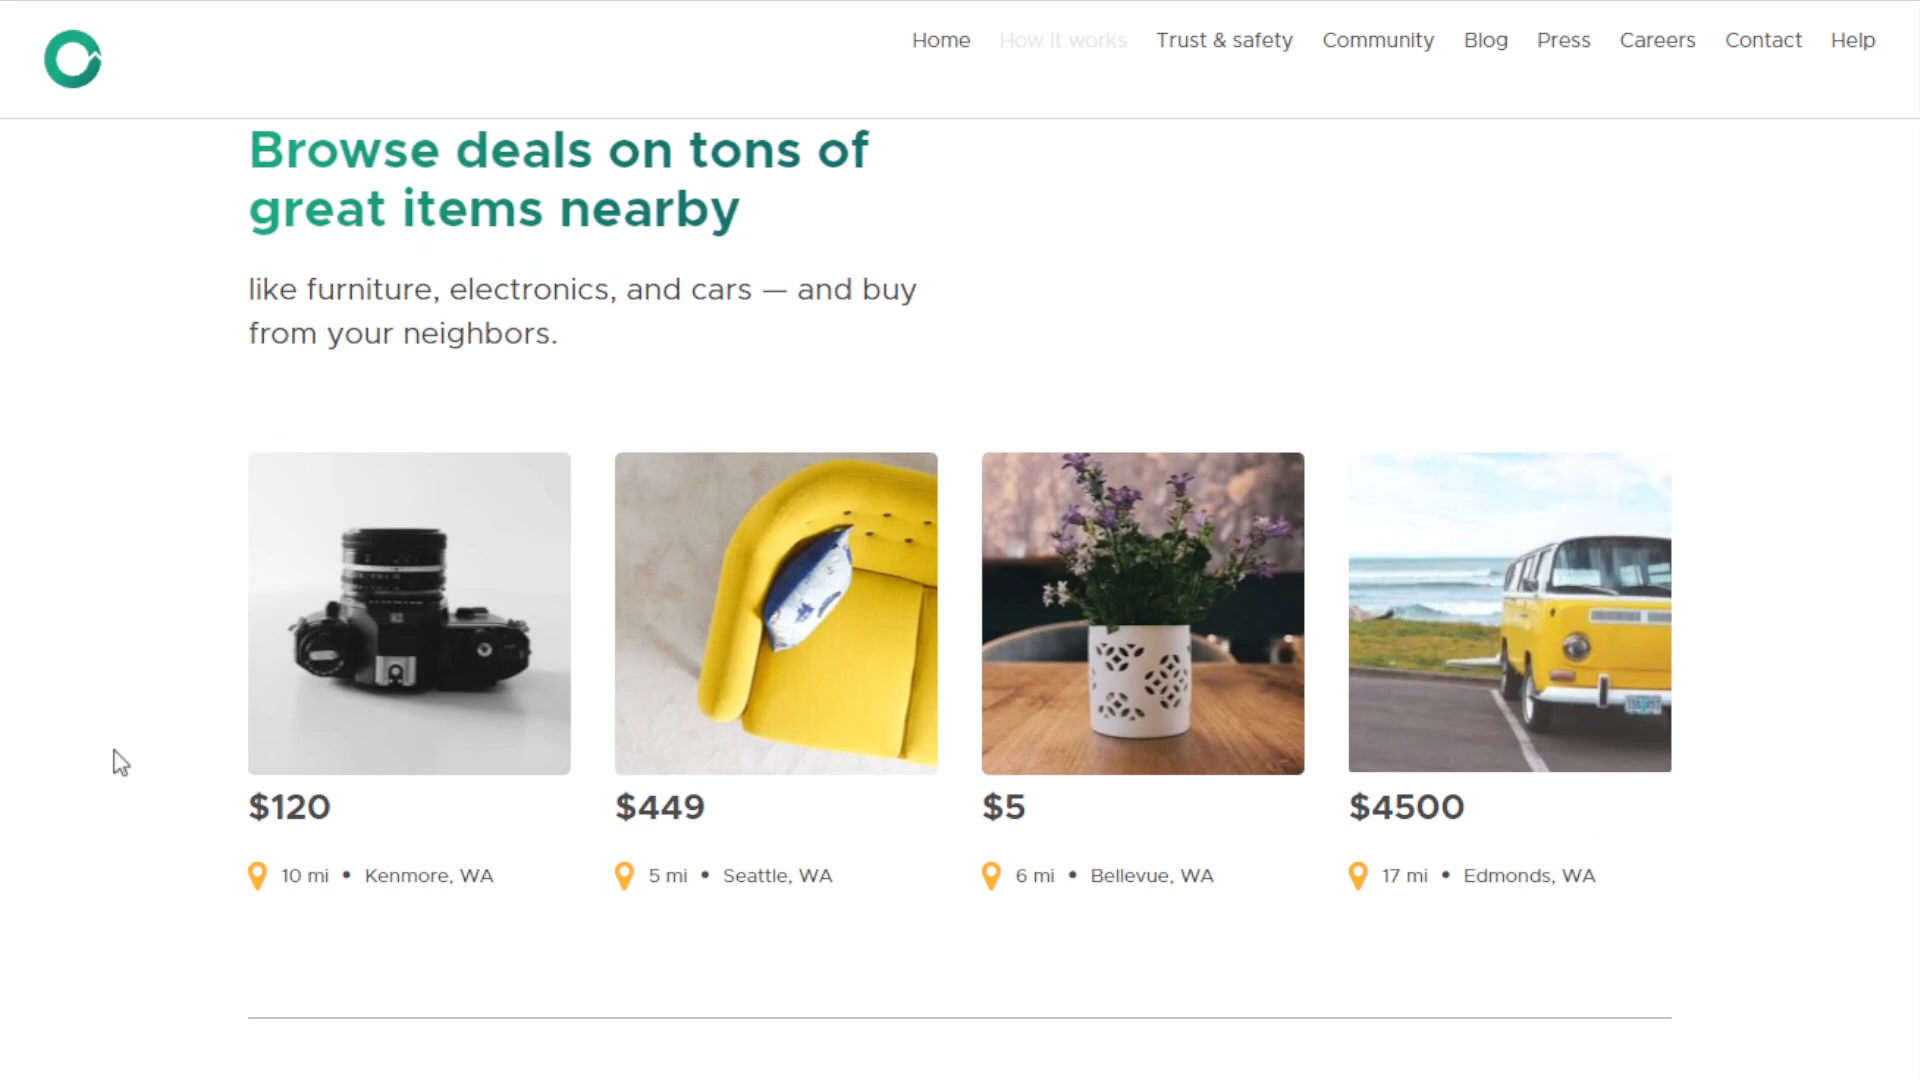 Home How it works Trust & safety Community Blog Press Careers Contact Help
Browse deals on tons of
great items nearby
like furniture, electronics, and cars — and buy
from your neighbors.
$120 $449 $5 $4500
10 mi • Kenmore, WA 5 mi • Seattle, WA 6 mi • Bellevue, WA 17 mi • Edmonds, WA